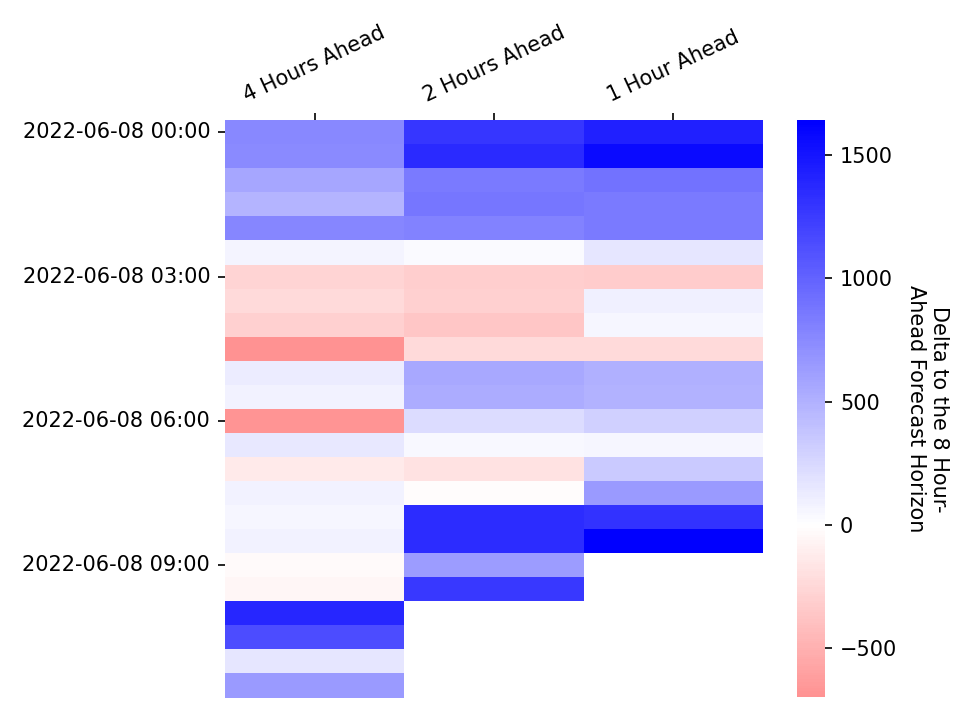 4 Hours Ahead
2 Hours Ahead
1 Hour Ahead
2022-06-08 00:00
2022-06-08 03:00
2022-06-08 06:00
2022-06-08 09:00
1500
1000
500
0
−500
Delta to the 8 Hour-
Ahead Forecast Horizon